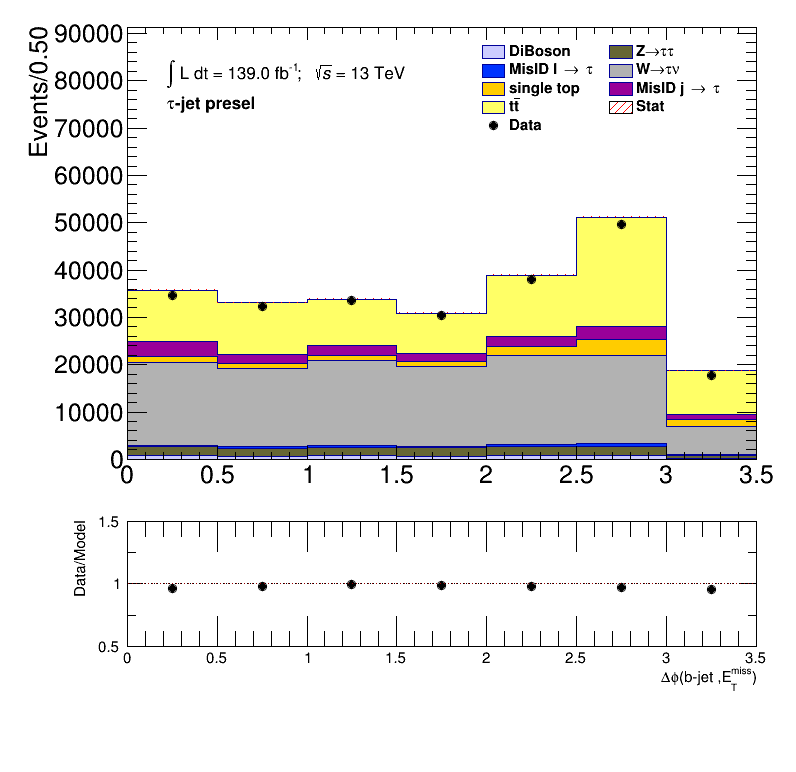 Events/0.50
90000
80000
70000
60000
50000
40000
30000
20000
10000
0
∫ L dt = 139.0 fb⁻¹; √s = 13 TeV
τ-jet presel
DiBoson
Z→ττ
MisID l → τ
W→τν
single top
MisID j → τ
tt̄
Stat
Data
0 0.5 1 1.5 2 2.5 3 3.5
Data/Model
1.5
1
0.5
0 0.5 1 1.5 2 2.5 3 3.5
Δϕ(b-jet ,E_T^miss)